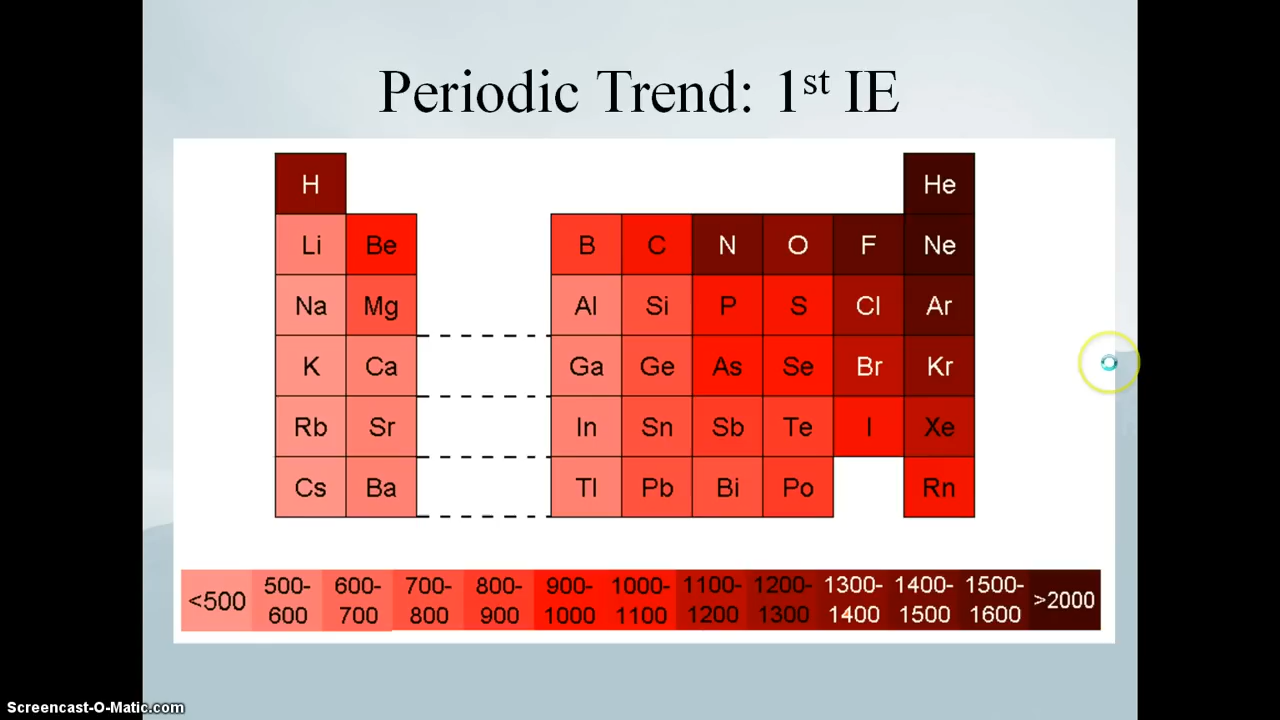 Periodic Trend: 1st IE
H He
Li Be B C N O F Ne
Na Mg Al Si P S Cl Ar
K Ca Ga Ge As Se Br Kr
Rb Sr In Sn Sb Te I Xe
Cs Ba Tl Pb Bi Po Rn
<500 500-600 600-700 700-800 800-900 900-1000 1000-1100 1100-1200 1200-1300 1300-1400 1400-1500 1500-1600 >2000
Screencast-O-Matic.com